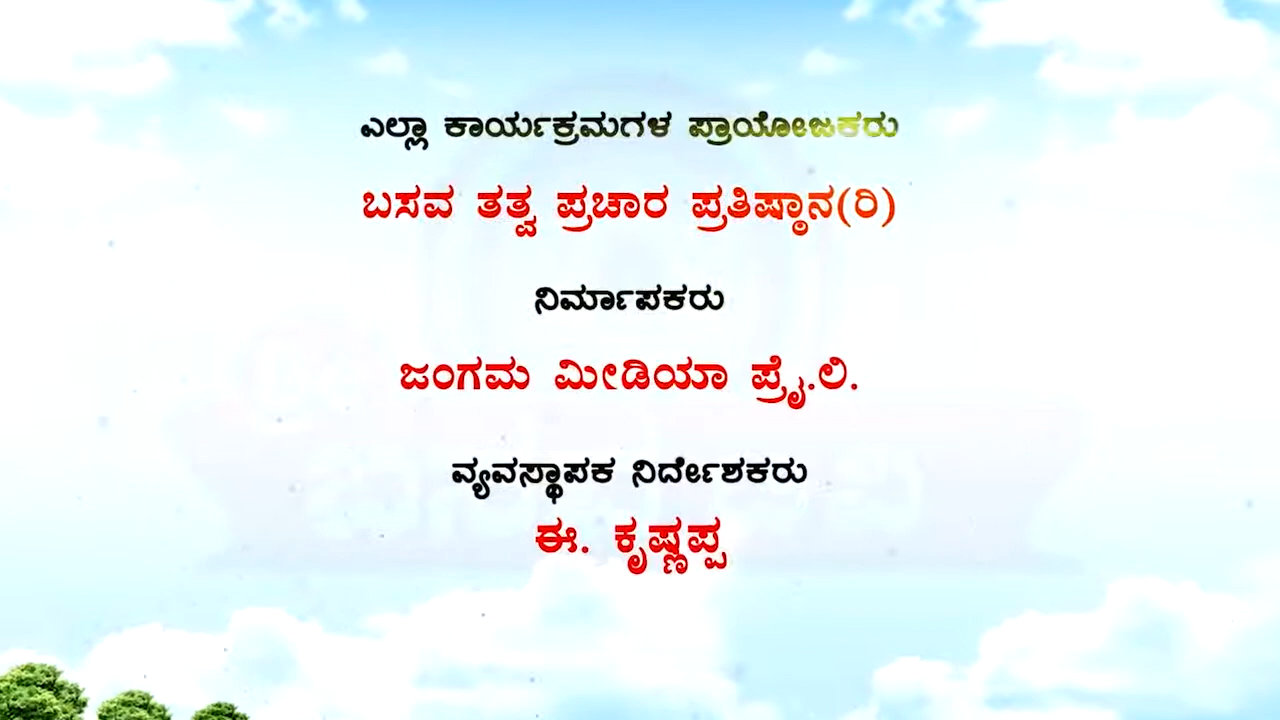 ಎಲ್ಲಾ ಕಾರ್ಯಕ್ರಮಗಳ ಪ್ರಾಯೋಜಕರು
ಬಸವ ತತ್ವ ಪ್ರಚಾರ ಪ್ರತಿಷ್ಠಾನ(ರಿ)
ನಿರ್ಮಾಪಕರು
ಜಂಗಮ ಮೀಡಿಯಾ ಪ್ರೈ.ಲಿ.
ವ್ಯವಸ್ಥಾಪಕ ನಿರ್ದೇಶಕರು
ಈ. ಕೃಷ್ಣಪ್ಪ